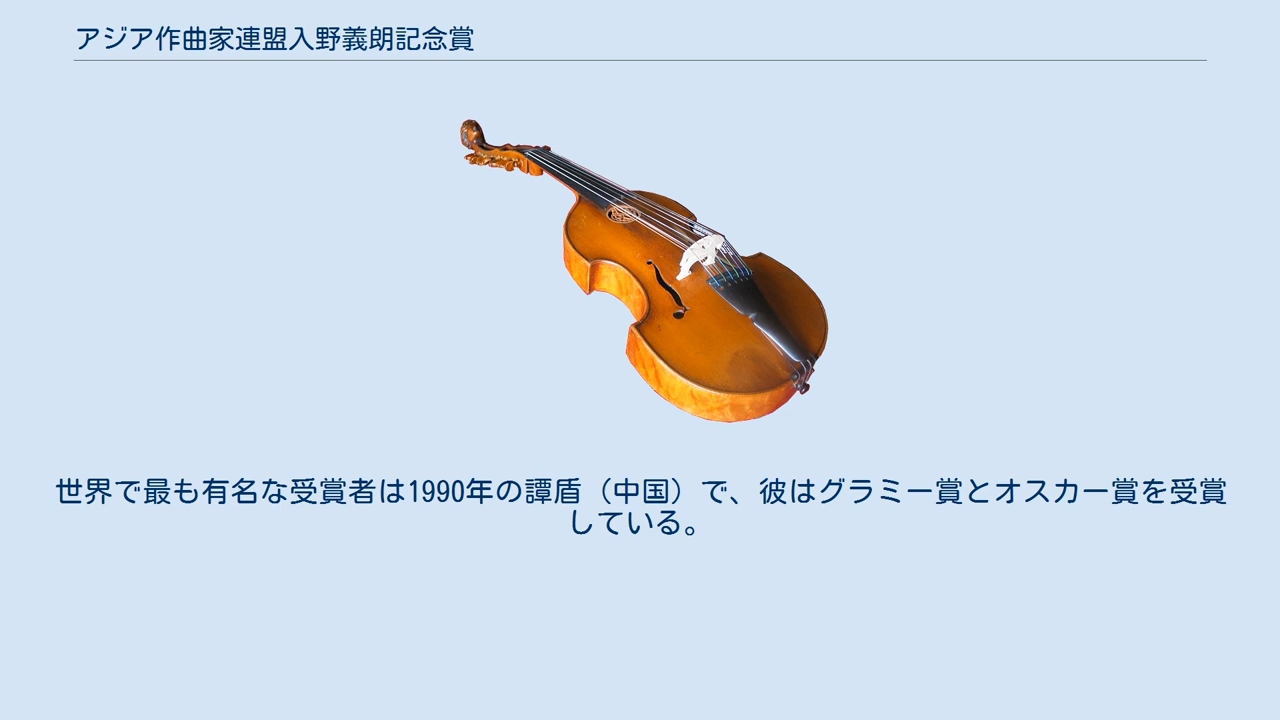 アジア作曲家連盟入野義朗記念賞
世界で最も有名な受賞者は1990年の譚盾（中国）で、彼はグラミー賞とオスカー賞を受賞
している。